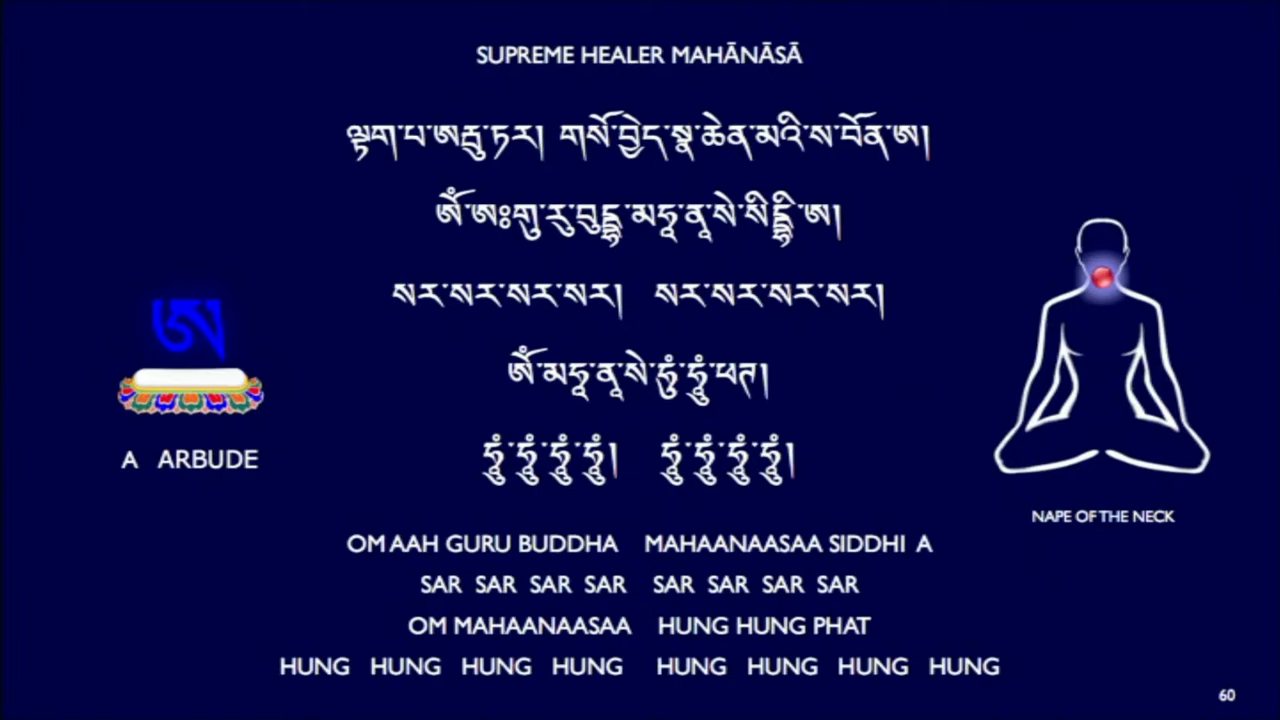 SUPREME HEALER MAHĀNĀSĀ
ལྟག་པ་ཨརྦུ་ཏར། གསོ་བྱེད་སྣ་ཆེན་མའི་ས་བོན་ཨ།
ཨོཾ་ཨཿགུ་རུ་བུདྡྷ་མཧཱ་ནཱ་སེ་སིདྡྷི་ཨ།
སར་སར་སར་སར། སར་སར་སར་སར།
ཨོཾ་མཧཱ་ནཱ་སེ་ཧུཾ་ཧཱུཾ་ཕཊ།
ཧཱུཾ་ཧཱུཾ་ཧཱུཾ་ཧཱུཾ། ཧཱུཾ་ཧཱུཾ་ཧཱུཾ་ཧཱུཾ།
ཨ
A ARBUDE
NAPE OF THE NECK
OM AAH GURU BUDDHA MAHAANAASAA SIDDHI A
SAR SAR SAR SAR SAR SAR SAR SAR
OM MAHAANAASAA HUNG HUNG PHAT
HUNG HUNG HUNG HUNG HUNG HUNG HUNG HUNG
60